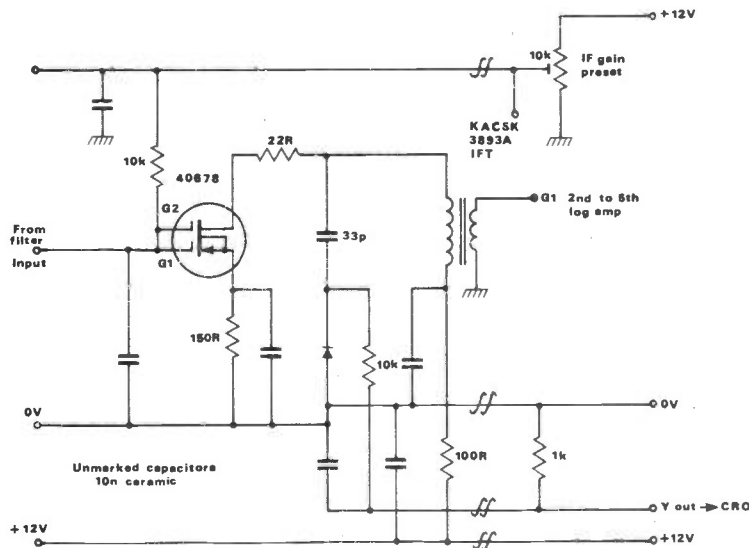 +12V
10k
IF gain
preset
KACSK
3893A
IFT
10k
22R
40678
G2
G1
G1 2nd to 6th
log amp
From
filter
Input
33p
150R
10k
0V
0V
Unmarked capacitors
10n ceramic
100R
1k
Y out → CRO
+12V
+12V